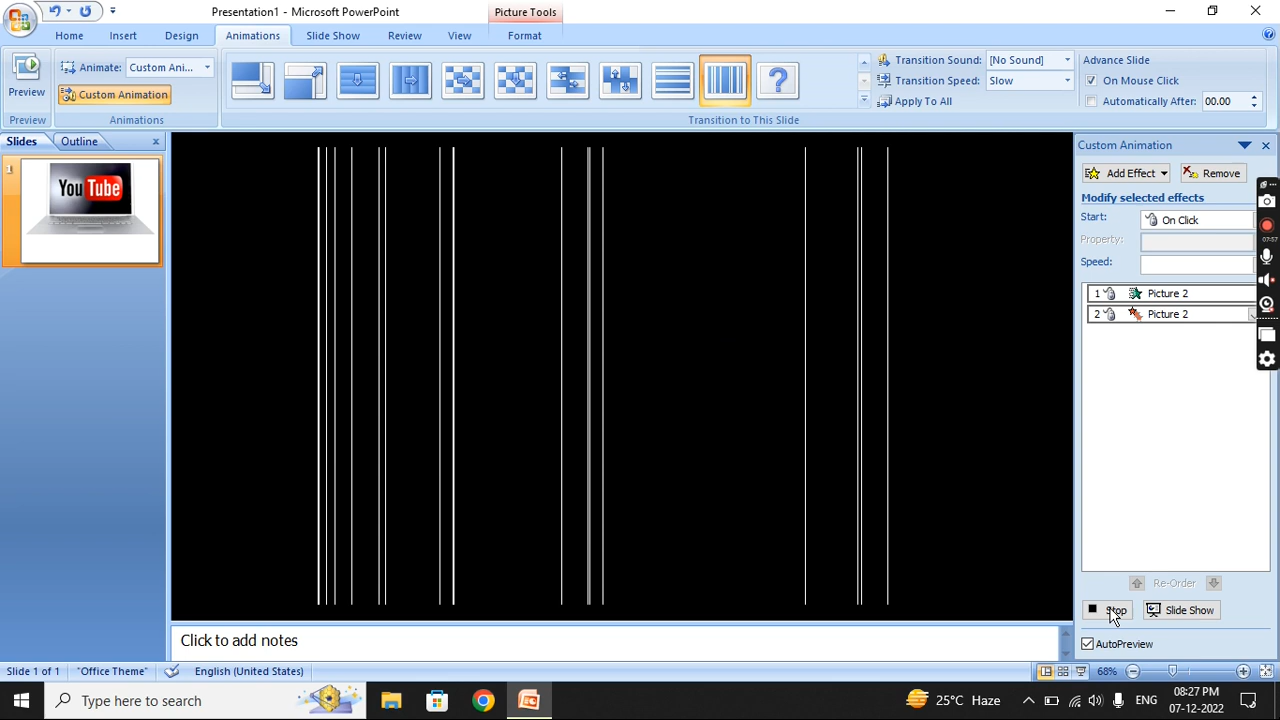 Presentation1 - Microsoft PowerPoint
Picture Tools
Home
Insert
Design
Animations
Slide Show
Review
View
Format
Preview
Animate:
Custom Ani...
Custom Animation
Transition Sound:
[No Sound]
Transition Speed:
Slow
Apply To All
Advance Slide
On Mouse Click
Automatically After:
00.00
Preview
Animations
Transition to This Slide
Slides
Outline
1
You Tube
Custom Animation
Add Effect
Remove
Modify selected effects
Start:
On Click
Property:
Speed:
1
Picture 2
2
Picture 2
07:57
Re-Order
Stop
Slide Show
AutoPreview
Click to add notes
Slide 1 of 1
"Office Theme"
English (United States)
68%
Type here to search
25°C Haze
ENG
08:27 PM
07-12-2022